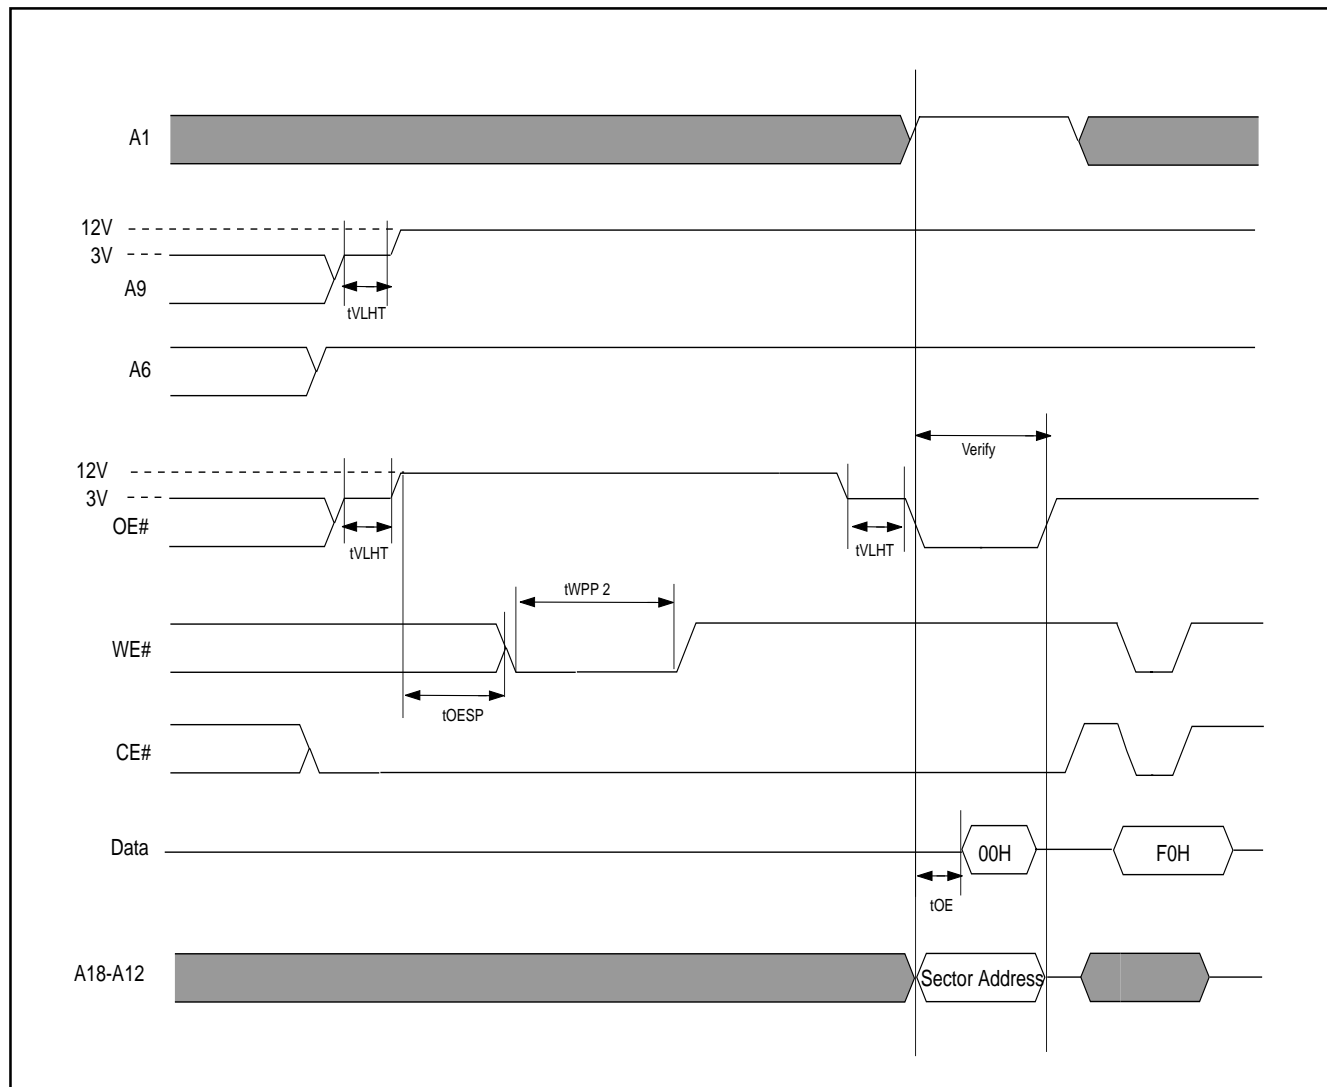 A1
12V
3V
A9
tVLHT
A6
Verify
12V
3V
OE#
tVLHT
tVLHT
tWPP 2
WE#
tOESP
CE#
Data
00H
F0H
tOE
A18-A12
Sector Address